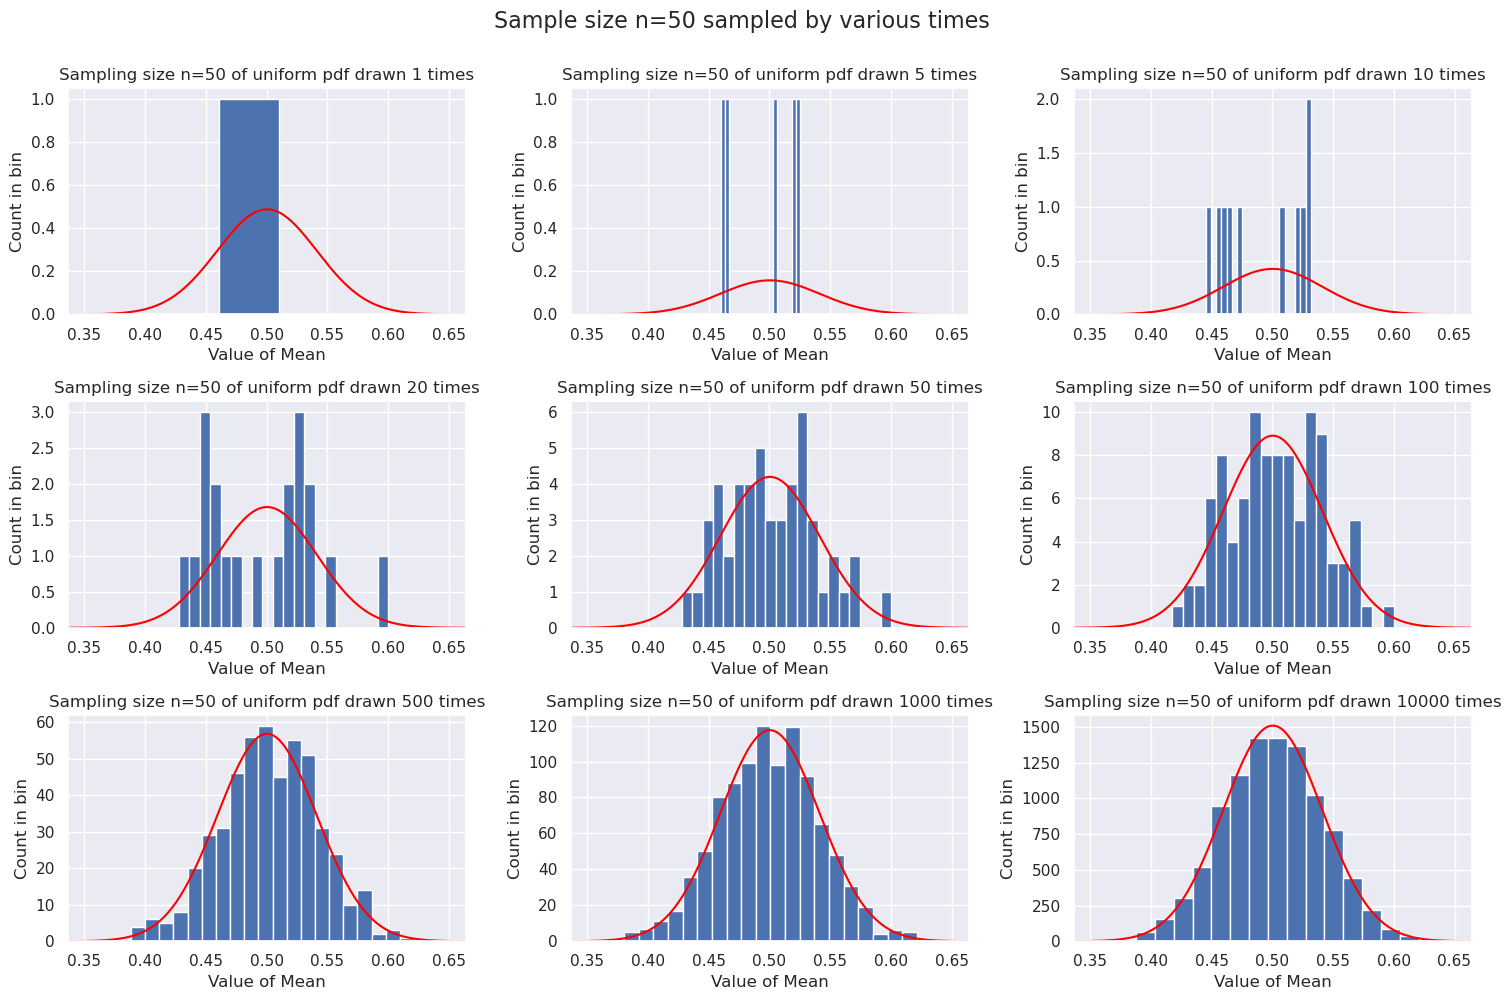 Sample size n=50 sampled by various times
Sampling size n=50 of uniform pdf drawn 1 times
Count in bin
1.0
0.8
0.6
0.4
0.2
0.0
0.35 0.40 0.45 0.50 0.55 0.60 0.65
Value of Mean
Sampling size n=50 of uniform pdf drawn 5 times
Count in bin
1.0
0.8
0.6
0.4
0.2
0.0
0.35 0.40 0.45 0.50 0.55 0.60 0.65
Value of Mean
Sampling size n=50 of uniform pdf drawn 10 times
Count in bin
2.0
1.5
1.0
0.5
0.0
0.35 0.40 0.45 0.50 0.55 0.60 0.65
Value of Mean
Sampling size n=50 of uniform pdf drawn 20 times
Count in bin
3.0
2.5
2.0
1.5
1.0
0.5
0.0
0.35 0.40 0.45 0.50 0.55 0.60 0.65
Value of Mean
Sampling size n=50 of uniform pdf drawn 50 times
Count in bin
6
5
4
3
2
1
0
0.35 0.40 0.45 0.50 0.55 0.60 0.65
Value of Mean
Sampling size n=50 of uniform pdf drawn 100 times
Count in bin
10
8
6
4
2
0
0.35 0.40 0.45 0.50 0.55 0.60 0.65
Value of Mean
Sampling size n=50 of uniform pdf drawn 500 times
Count in bin
60
50
40
30
20
10
0
0.35 0.40 0.45 0.50 0.55 0.60 0.65
Value of Mean
Sampling size n=50 of uniform pdf drawn 1000 times
Count in bin
120
100
80
60
40
20
0
0.35 0.40 0.45 0.50 0.55 0.60 0.65
Value of Mean
Sampling size n=50 of uniform pdf drawn 10000 times
Count in bin
1500
1250
1000
750
500
250
0
0.35 0.40 0.45 0.50 0.55 0.60 0.65
Value of Mean